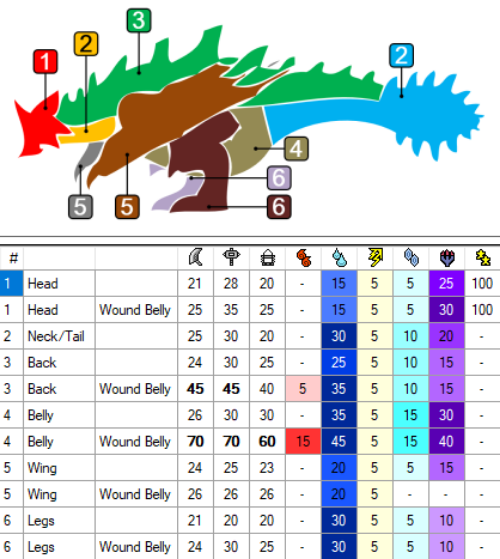 3
2
2
1
4
6
5
5
6
#
1 Head 21 28 20 - 15 5 5 25 100
1 Head Wound Belly 25 35 25 - 15 5 5 30 100
2 Neck/Tail 25 30 20 - 30 5 10 20 -
3 Back 24 30 25 - 25 5 10 15 -
3 Back Wound Belly 45 45 40 5 35 5 10 15 -
4 Belly 26 30 30 - 35 5 15 30 -
4 Belly Wound Belly 70 70 60 15 45 5 15 40 -
5 Wing 24 25 23 - 20 5 5 15 -
5 Wing Wound Belly 26 26 26 - 20 5 - - -
6 Legs 21 20 20 - 30 5 5 10 -
6 Legs Wound Belly 24 30 25 - 30 5 5 10 -